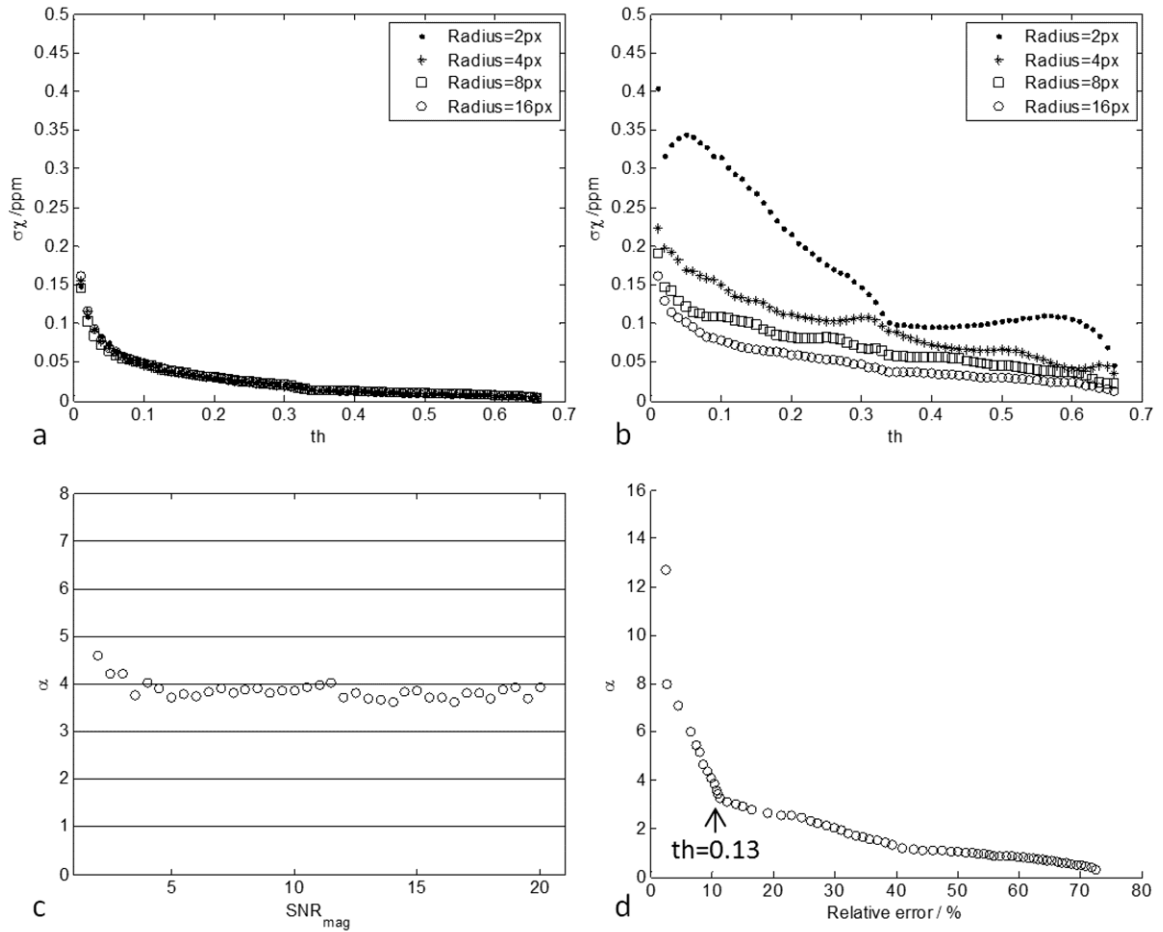 0.5
0.45
0.4
0.35
0.3
0.25
0.2
0.15
0.1
0.05
0
σχ /ppm
Radius=2px
Radius=4px
Radius=8px
Radius=16px
0 0.1 0.2 0.3 0.4 0.5 0.6 0.7
th
a
0.5
0.45
0.4
0.35
0.3
0.25
0.2
0.15
0.1
0.05
0
σχ /ppm
Radius=2px
Radius=4px
Radius=8px
Radius=16px
0 0.1 0.2 0.3 0.4 0.5 0.6 0.7
th
b
8
7
6
5
4
3
2
1
0
α
5 10 15 20
SNRmag
c
16
14
12
10
8
6
4
2
0
α
th=0.13
0 10 20 30 40 50 60 70 80
Relative error / %
d